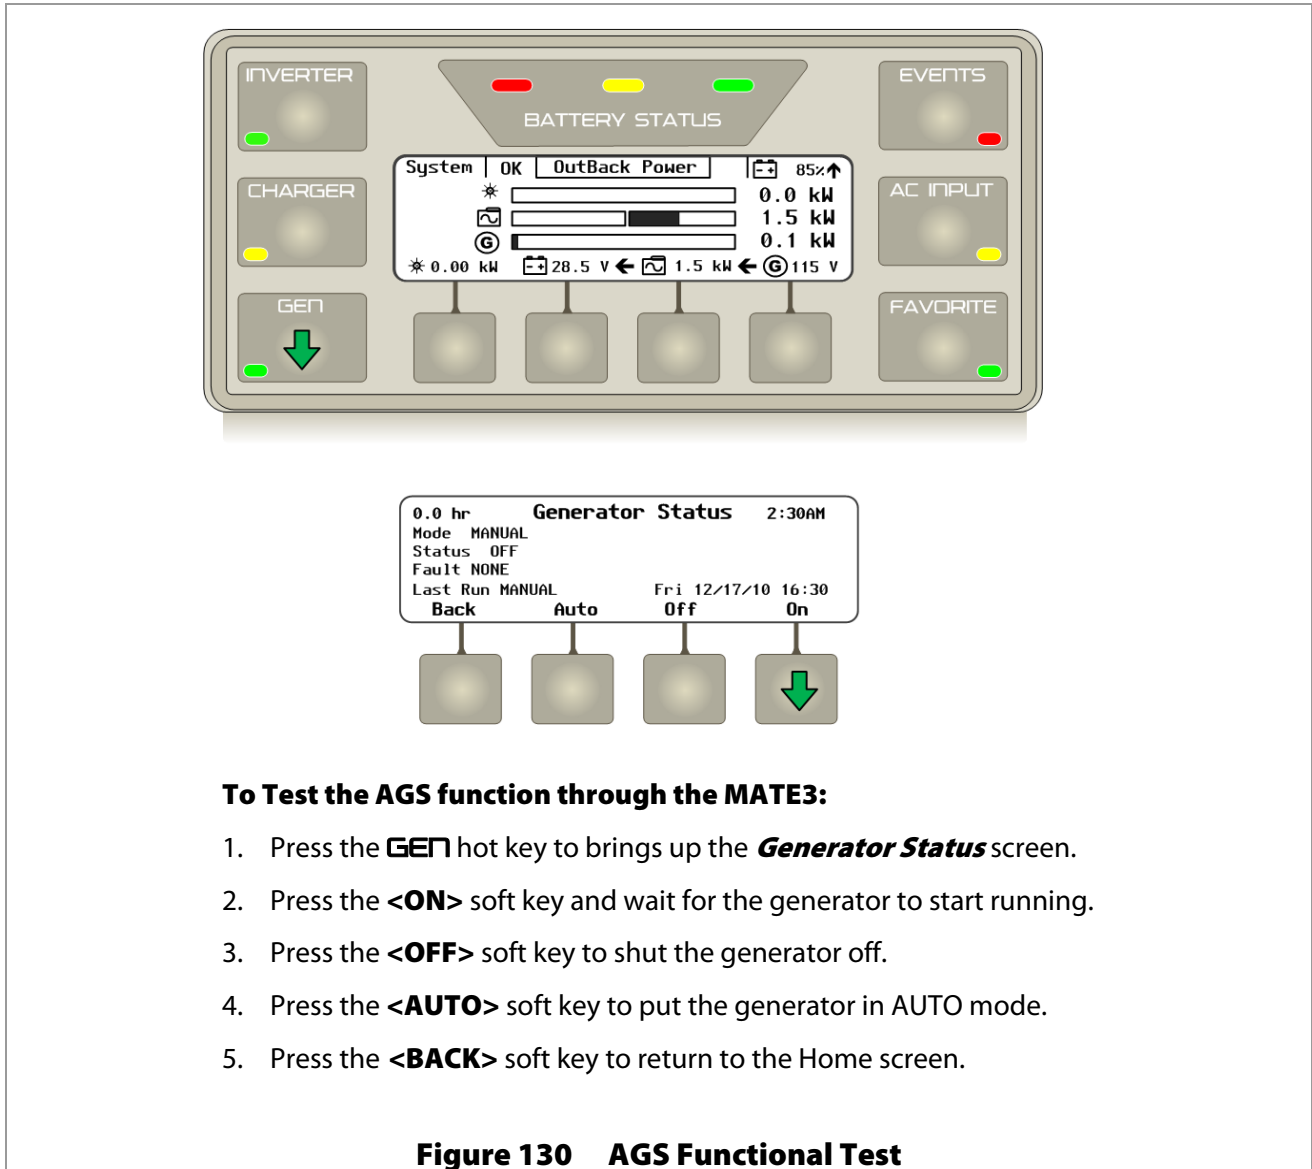 INVERTER
BATTERY STATUS
EVENTS
System OK OutBack Power 85%
CHARGER
0.0 kW
AC INPUT
1.5 kW
G 0.1 kW
0.00 kW 28.5 V 1.5 kW G 115 V
GEN
FAVORITE
0.0 hr Generator Status 2:30AM
Mode MANUAL
Status OFF
Fault NONE
Last Run MANUAL Fri 12/17/10 16:30
Back Auto Off On
To Test the AGS function through the MATE3:
1. Press the GEN hot key to brings up the Generator Status screen.
2. Press the <ON> soft key and wait for the generator to start running.
3. Press the <OFF> soft key to shut the generator off.
4. Press the <AUTO> soft key to put the generator in AUTO mode.
5. Press the <BACK> soft key to return to the Home screen.
Figure 130 AGS Functional Test